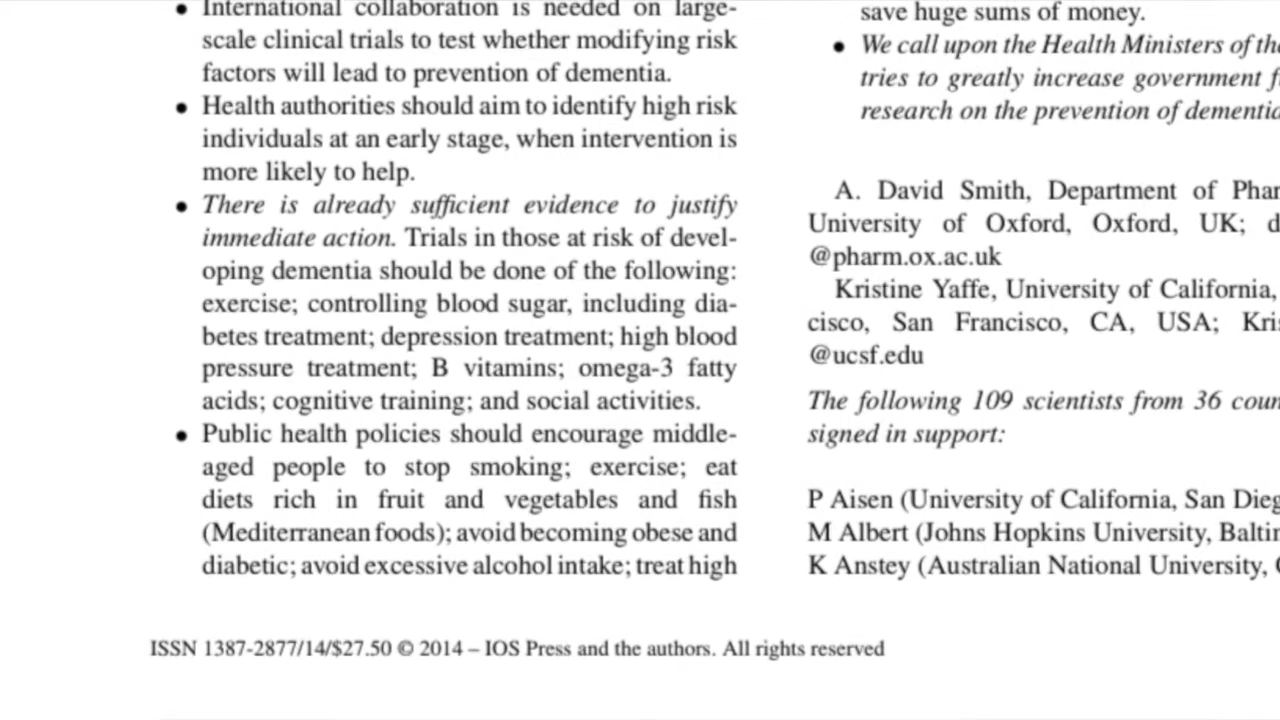 International collaboration is needed on large-
scale clinical trials to test whether modifying risk
factors will lead to prevention of dementia.
• Health authorities should aim to identify high risk
individuals at an early stage, when intervention is
more likely to help.
• There is already sufficient evidence to justify
immediate action. Trials in those at risk of devel-
oping dementia should be done of the following:
exercise; controlling blood sugar, including dia-
betes treatment; depression treatment; high blood
pressure treatment; B vitamins; omega-3 fatty
acids; cognitive training; and social activities.
• Public health policies should encourage middle-
aged people to stop smoking; exercise; eat
diets rich in fruit and vegetables and fish
(Mediterranean foods); avoid becoming obese and
diabetic; avoid excessive alcohol intake; treat high
save huge sums of money.
• We call upon the Health Ministers of
tries to greatly increase government
research on the prevention of
A. David Smith, Department of
University of Oxford, Oxford, UK;
@pharm.ox.ac.uk
Kristine Yaffe, University of California,
cisco, San Francisco, CA, USA;
@ucsf.edu
The following 109 scientists from 36
signed in support:
P Aisen (University of California, San
M Albert (Johns Hopkins University,
K Anstey (Australian National University,
ISSN 1387-2877/14/$27.50 © 2014 – IOS Press and the authors. All rights reserved